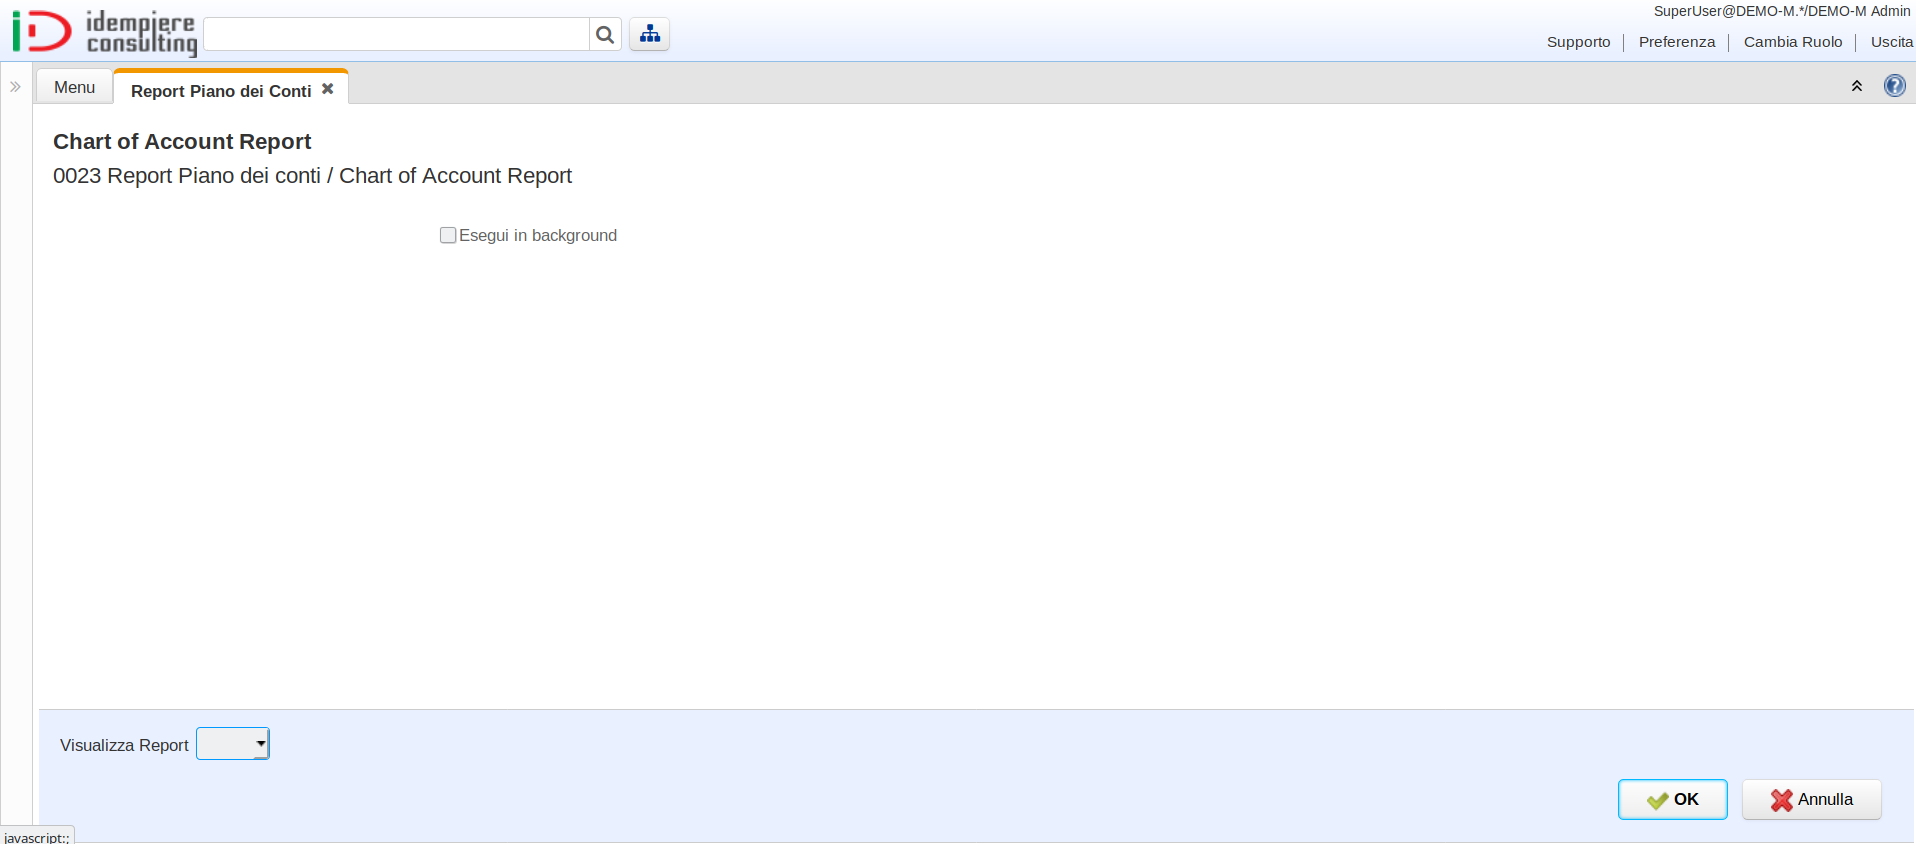 idempiere
consulting
SuperUser@DEMO-M.*/DEMO-M Admin
Supporto
Preferenza
Cambia Ruolo
Uscita
Menu
Report Piano dei Conti
Chart of Account Report
0023 Report Piano dei conti / Chart of Account Report
Esegui in background
Visualizza Report
OK
Annulla
javascript:;